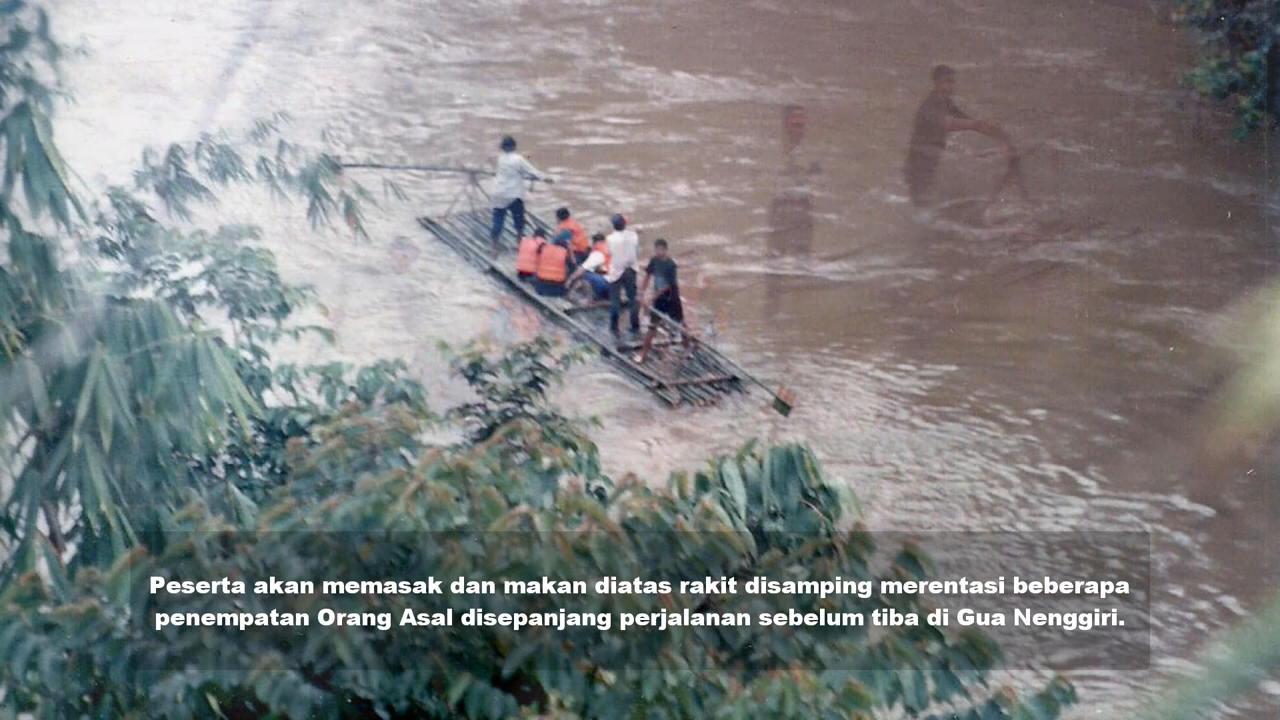 Peserta akan memasak dan makan diatas rakit disamping merentasi beberapa
penempatan Orang Asal disepanjang perjalanan sebelum tiba di Gua Nenggiri.